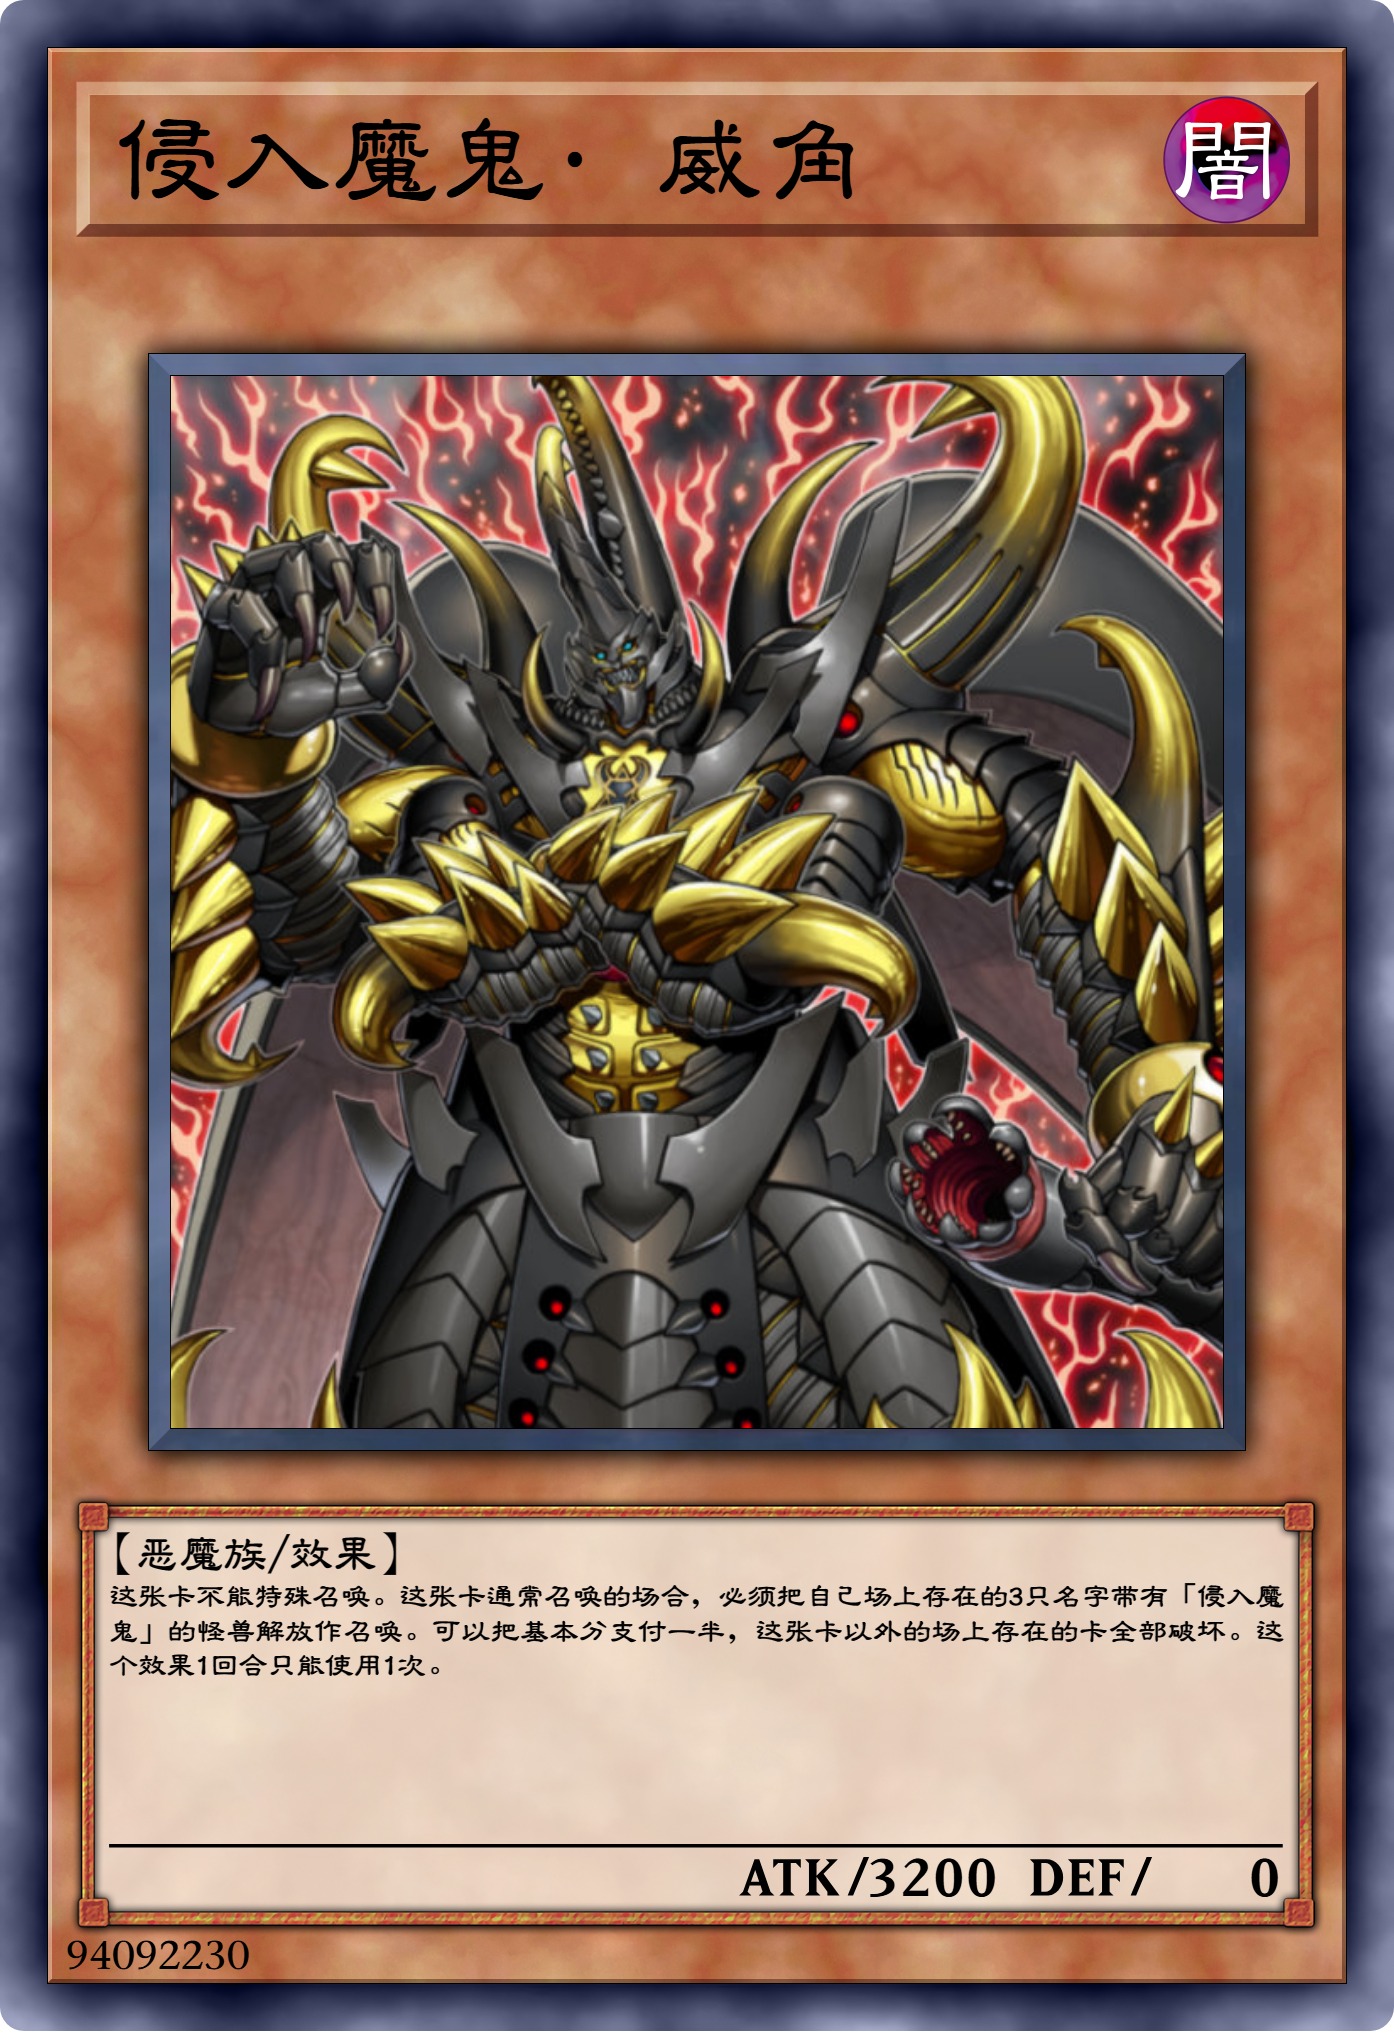 侵入魔鬼· 威角
闇
【恶魔族/效果】
这张卡不能特殊召唤。这张卡通常召唤的场合，必须把自己场上存在的3只名字带有「侵入魔
鬼」的怪兽解放作召唤。可以把基本分支付一半，这张卡以外的场上存在的卡全部破坏。这
个效果1回合只能使用1次。
ATK/3200 DEF/ 0
94092230